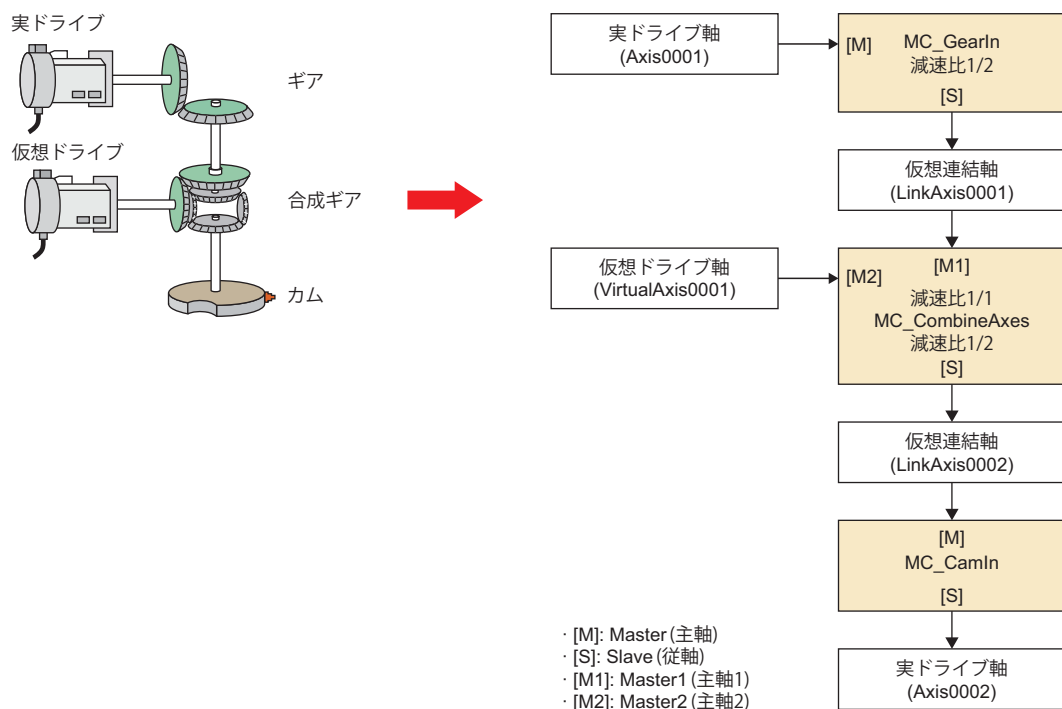 実ドライブ
ギア
仮想ドライブ
合成ギア
カム
実ドライブ軸
(Axis0001)
[M]
MC_GearIn
減速比1/2
[S]
仮想連結軸
(LinkAxis0001)
仮想ドライブ軸
(VirtualAxis0001)
[M2]
[M1]
減速比1/1
MC_CombineAxes
減速比1/2
[S]
仮想連結軸
(LinkAxis0002)
[M]
MC_CamIn
[S]
実ドライブ軸
(Axis0002)
· [M]: Master (主軸)
· [S]: Slave (従軸)
· [M1]: Master1 (主軸1)
· [M2]: Master2 (主軸2)